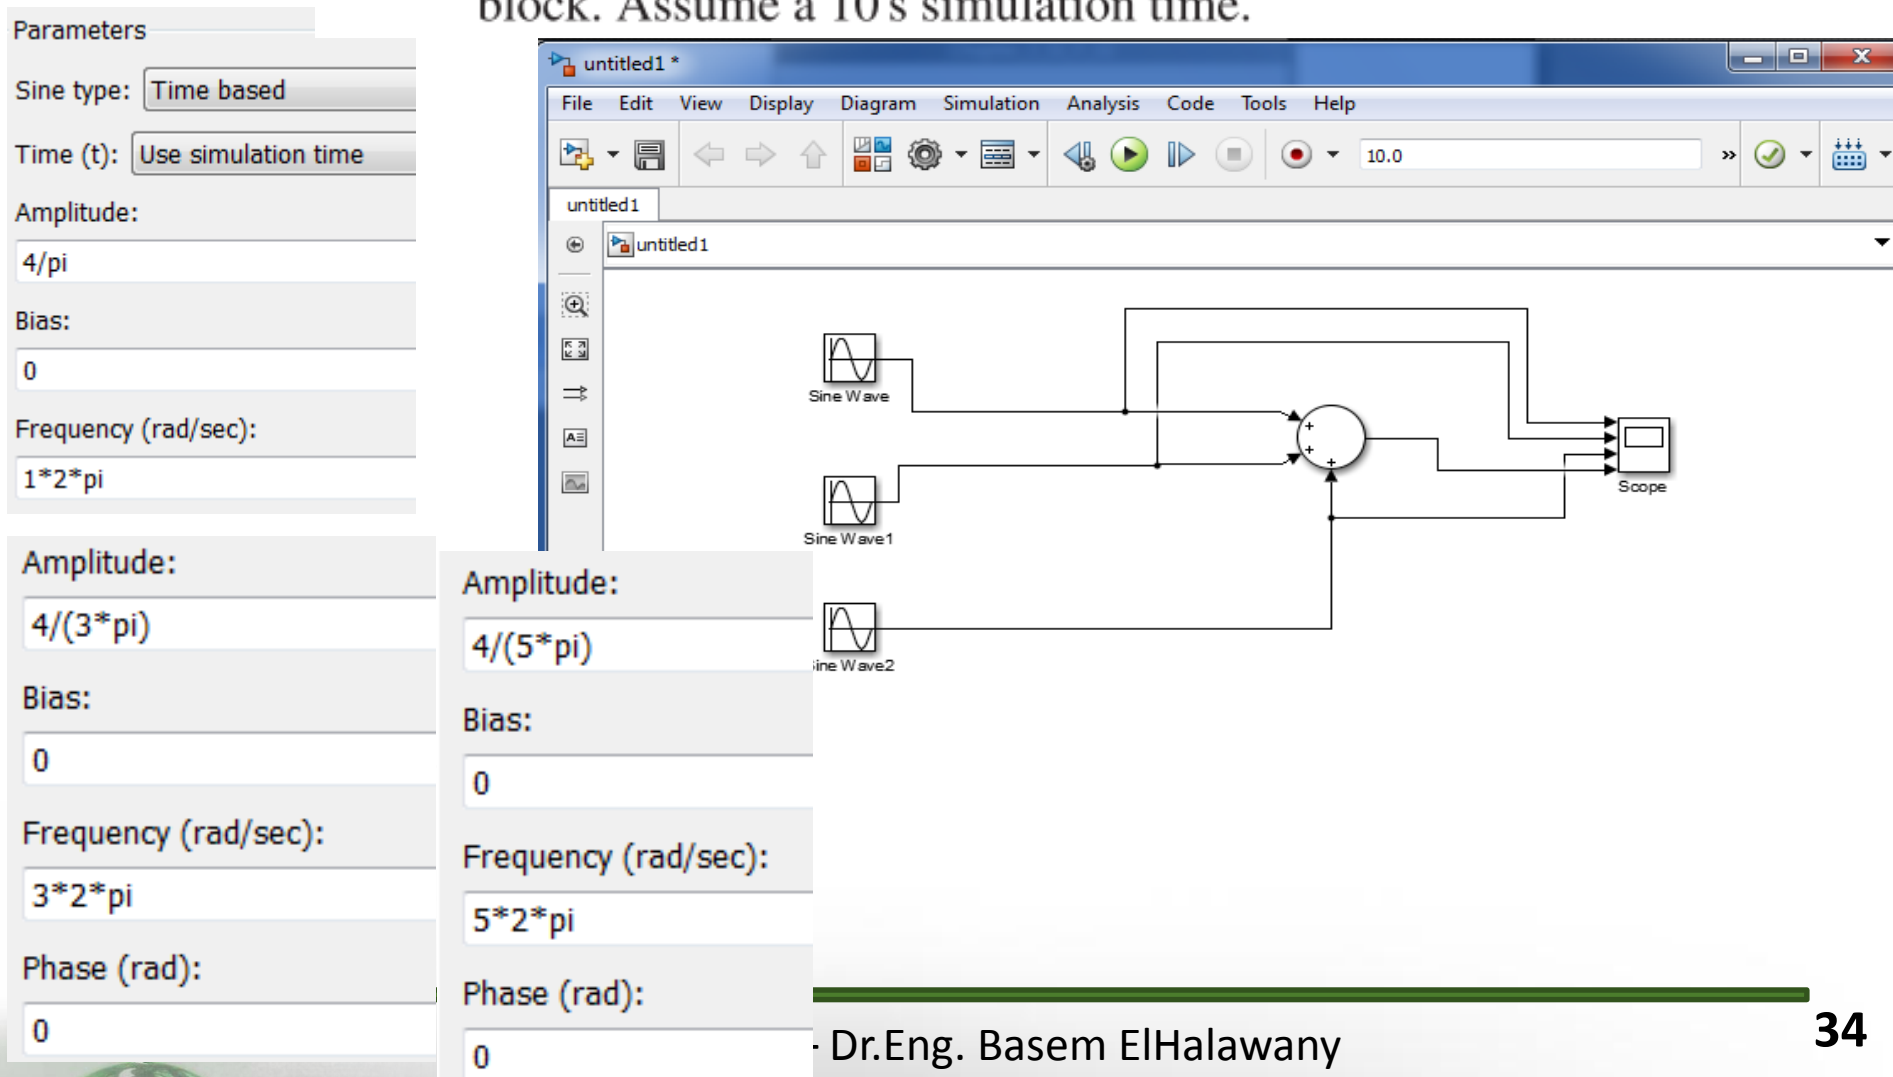 block. Assume a 10's simulation time.
Parameters
Sine type: Time based
Time (t): Use simulation time
Amplitude:
4/pi
Bias:
0
Frequency (rad/sec):
1*2*pi
untitled1 *
File Edit View Display Diagram Simulation Analysis Code Tools Help
10.0 »
untitled1
untitled1
Sine Wave
Sine Wave1
ine Wave2
+
+
+
Scope
Amplitude:
4/(3*pi)
Bias:
0
Frequency (rad/sec):
3*2*pi
Phase (rad):
0
Amplitude:
4/(5*pi)
Bias:
0
Frequency (rad/sec):
5*2*pi
Phase (rad):
0
- Dr.Eng. Basem ElHalawany
34